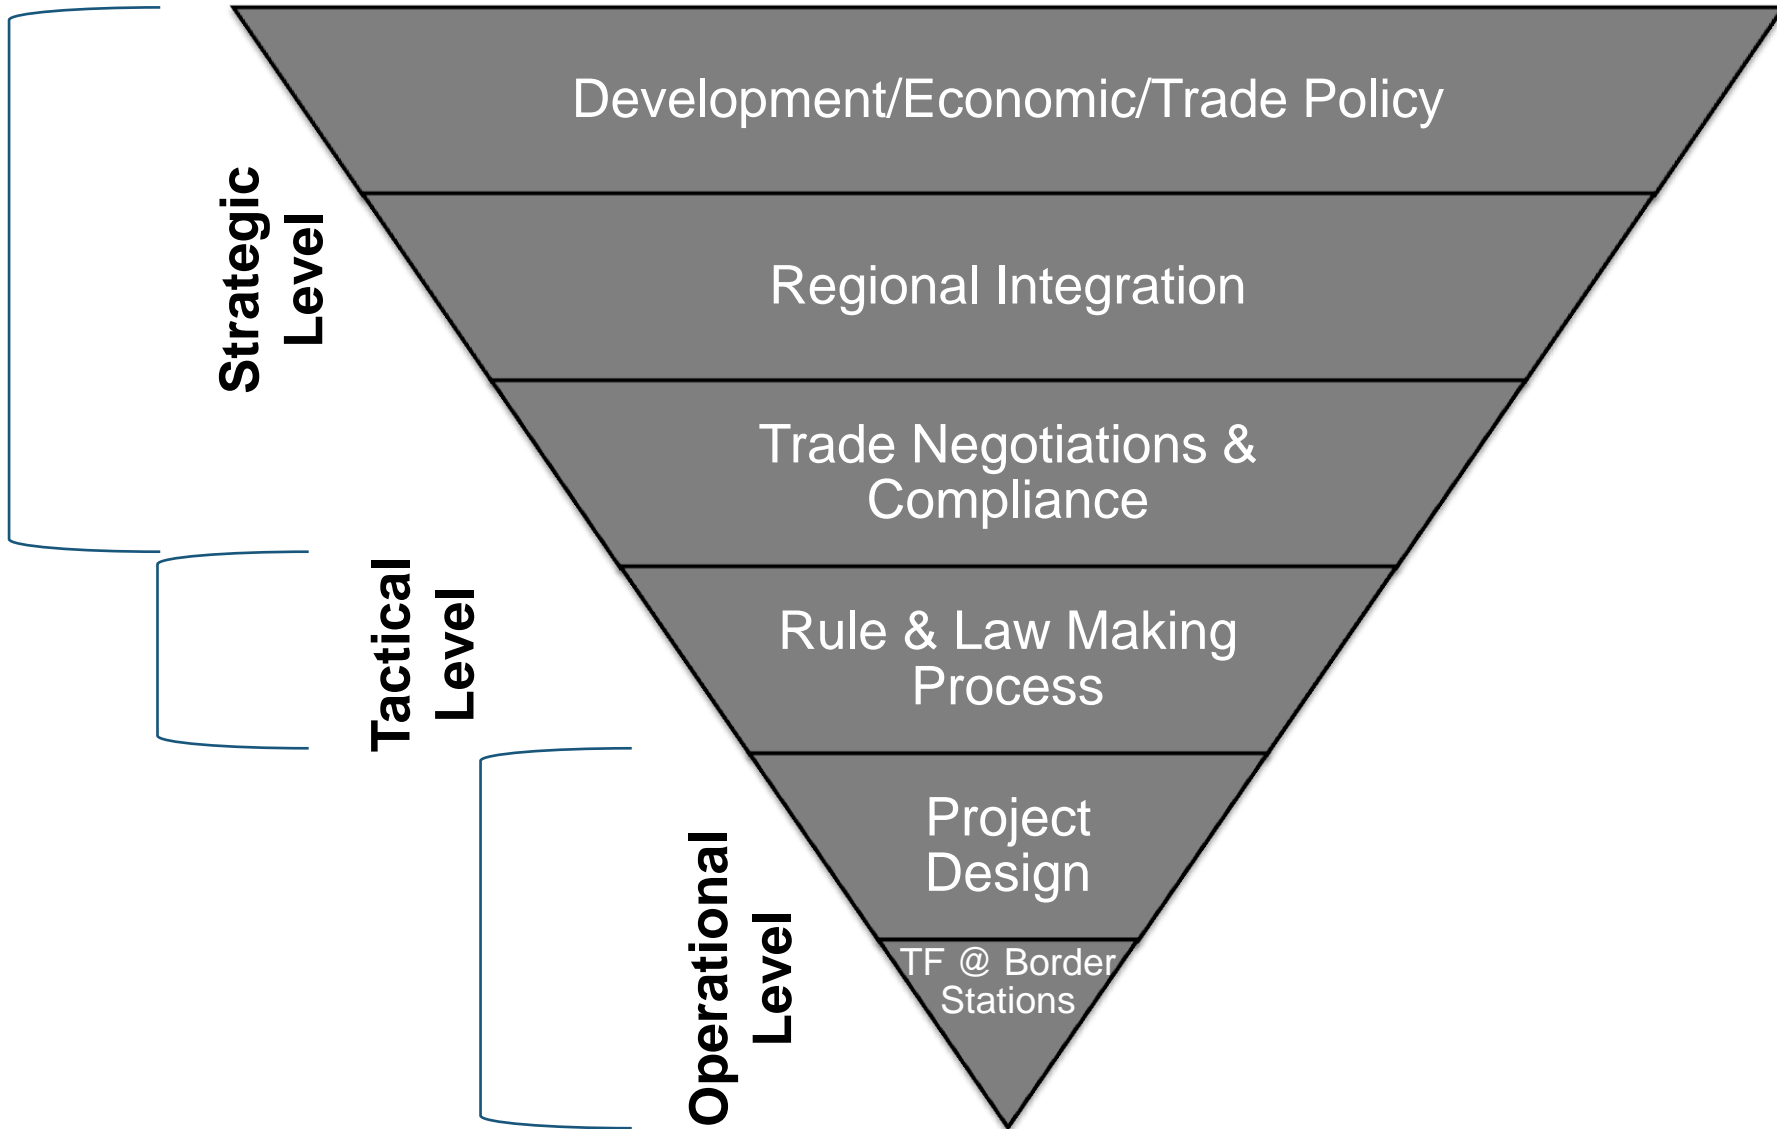 Development/Economic/Trade Policy
Regional Integration
Trade Negotiations &
Compliance
Rule & Law Making
Process
Project
Design
TF @ Border
Stations
Strategic
Level
Tactical
Level
Operational
Level